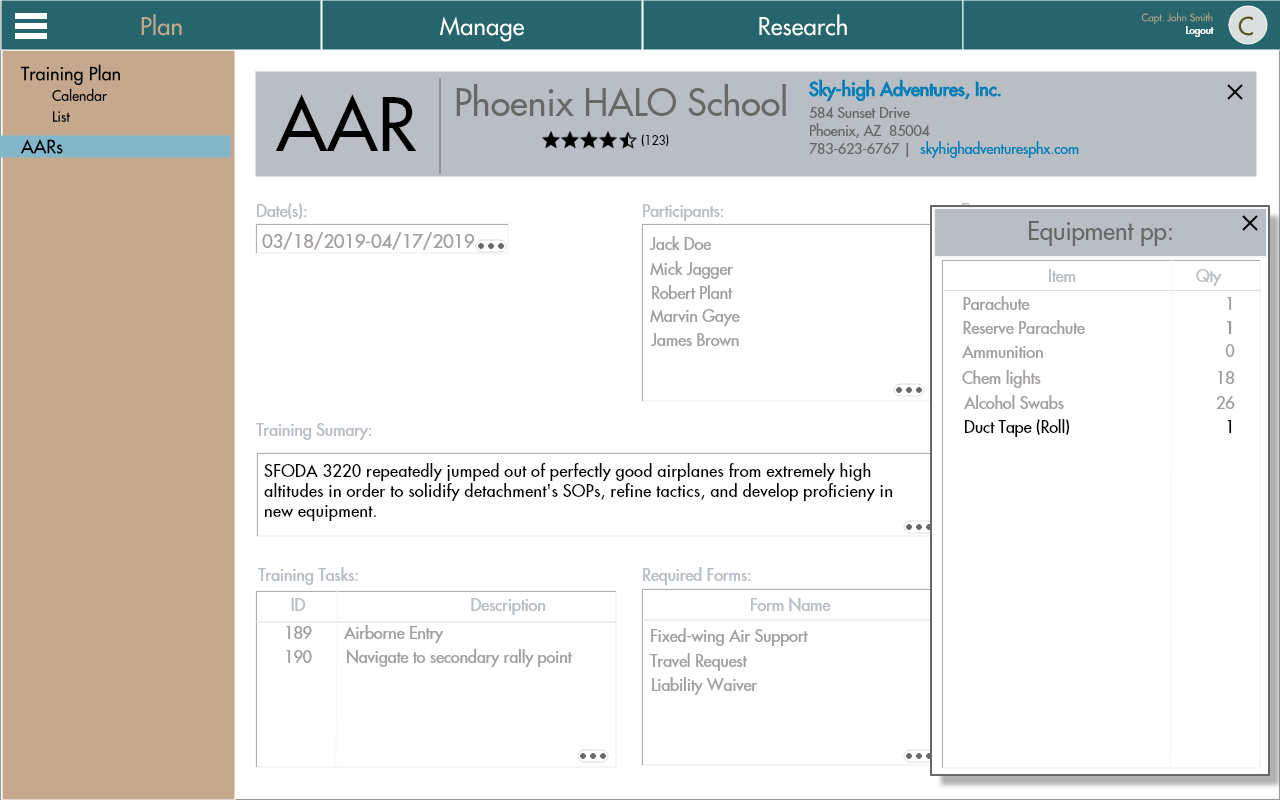 Plan
Manage
Research
Capt. John Smith
Logout
C
Training Plan
Calendar
List
AARs
AAR
Phoenix HALO School
(123)
Sky-high Adventures, Inc.
584 Sunset Drive
Phoenix, AZ 85004
783-623-6767 | skyhighadventuresphx.com
Date(s):
03/18/2019-04/17/2019
Participants:
Jack Doe
Mick Jagger
Robert Plant
Marvin Gaye
James Brown
Training Sumary:
SFODA 3220 repeatedly jumped out of perfectly good airplanes from extremely high
altitudes in order to solidify detachment's SOPs, refine tactics, and develop proficieny in
new equipment.
Training Tasks:
ID Description
189 Airborne Entry
190 Navigate to secondary rally point
Required Forms:
Form Name
Fixed-wing Air Support
Travel Request
Liability Waiver
Equipment pp:
Item Qty
Parachute 1
Reserve Parachute 1
Ammunition 0
Chem lights 18
Alcohol Swabs 26
Duct Tape (Roll) 1